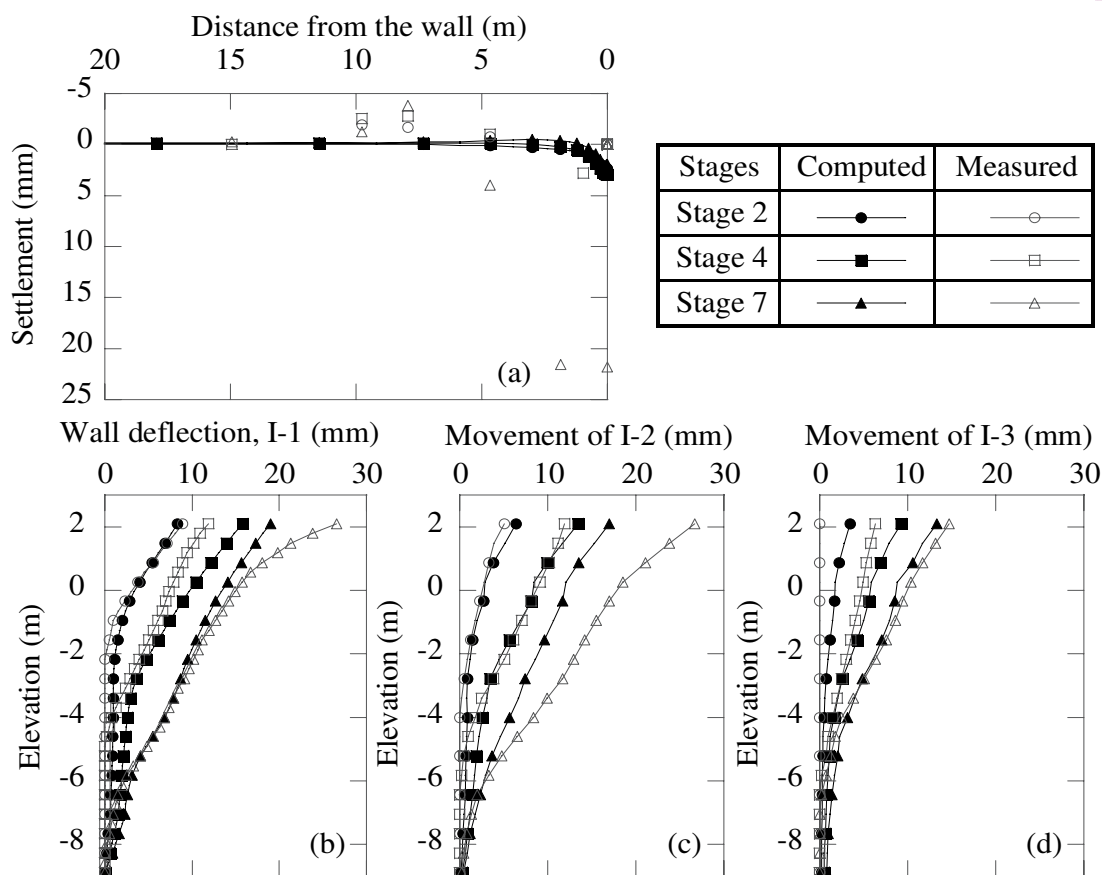 Distance from the wall (m)
20 15 10 5 0
-5
0
5
10
15
20
25
Settlement (mm)
(a)
Stages Computed Measured
Stage 2
Stage 4
Stage 7
Wall deflection, I-1 (mm)
0 10 20 30
2
0
-2
-4
-6
-8
Elevation (m)
(b)
Movement of I-2 (mm)
0 10 20 30
2
0
-2
-4
-6
-8
Elevation (m)
(c)
Movement of I-3 (mm)
0 10 20 30
2
0
-2
-4
-6
-8
Elevation (m)
(d)